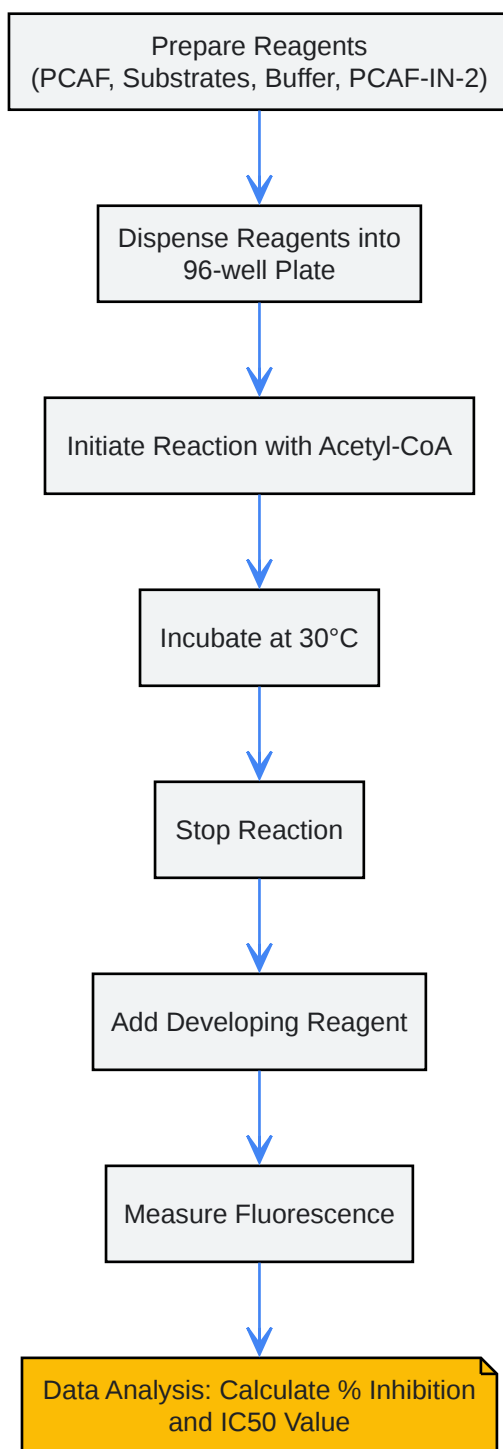 Prepare Reagents
(PCAF, Substrates, Buffer, PCAF-IN-2)
Dispense Reagents into
96-well Plate
Initiate Reaction with Acetyl-CoA
Incubate at 30°C
Stop Reaction
Add Developing Reagent
Measure Fluorescence
Data Analysis: Calculate % Inhibition
and IC50 Value